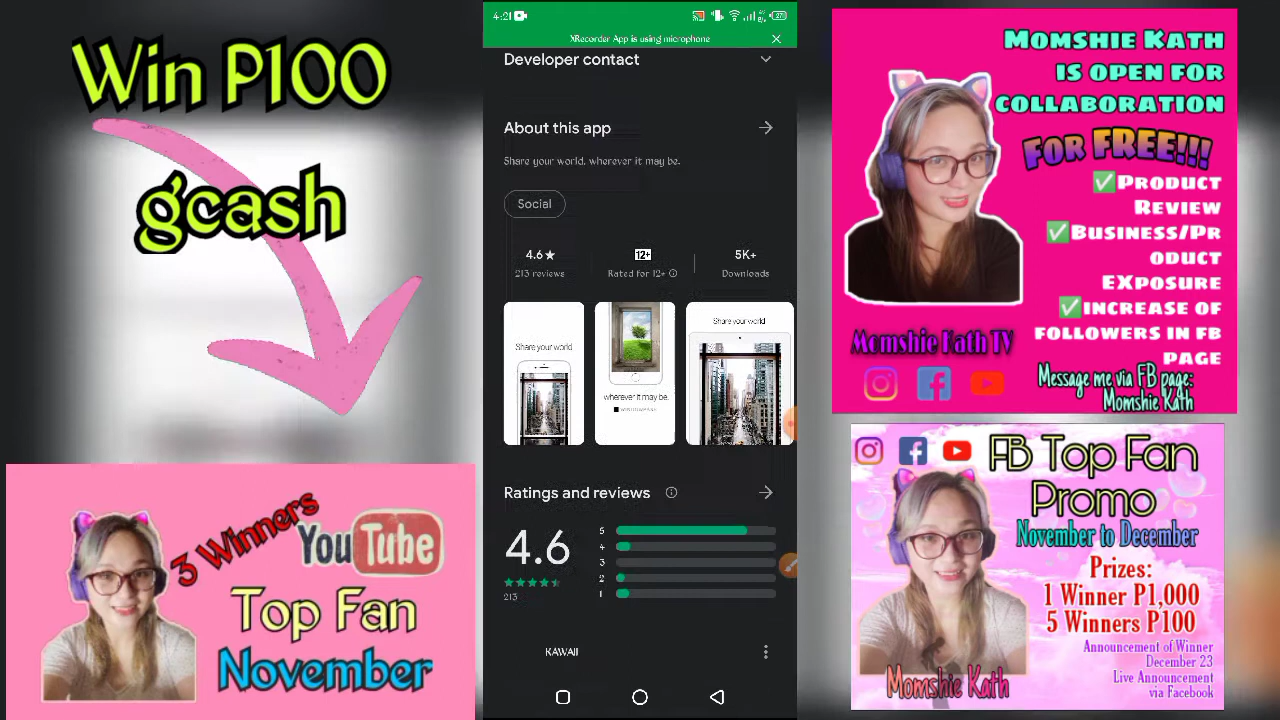 Win P100
gcash
3 Winners
YouTube
Top Fan
November
4:21
XRecorder App is using microphone
Developer contact
About this app
Share your world, wherever it may be.
Social
4.6★
213 reviews
12+
Rated for 12+
5K+
Downloads
Share your world
wherever it may be.
Share your world
Ratings and reviews
4.6
213
5
4
3
2
1
KAWAII
Momshie Kath
is open for
collaboration
FOR FREE!!!
✅Product
Review
✅Business/Pr
oduct
Exposure
✅Increase of
followers in fb
page
Momshie Kath TV
Message me via FB page:
Momshie Kath
FB Top Fan
Promo
November to December
Prizes:
1 Winner P1,000
5 Winners P100
Announcement of Winner
December 23
Live Announcement
via Facebook
Momshie Kath